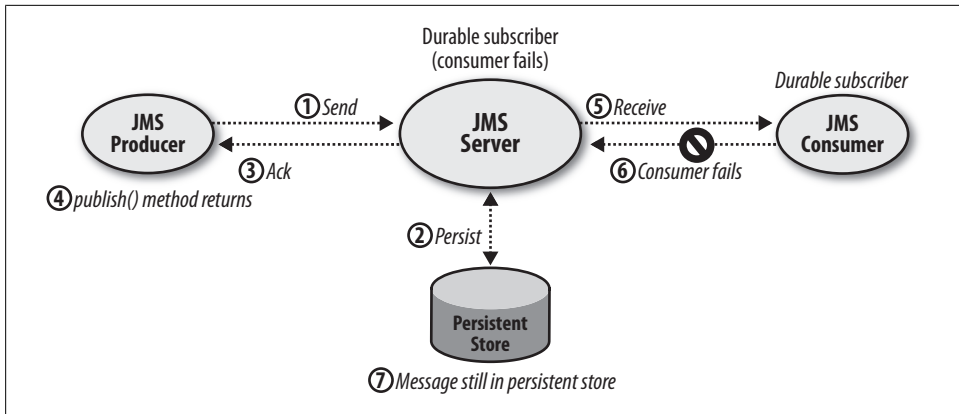 Durable subscriber
(consumer fails)
Durable subscriber
① Send
⑤ Receive
JMS
Producer
JMS
Server
JMS
Consumer
③ Ack
⑥ Consumer fails
④ publish() method returns
② Persist
Persistent
Store
⑦ Message still in persistent store